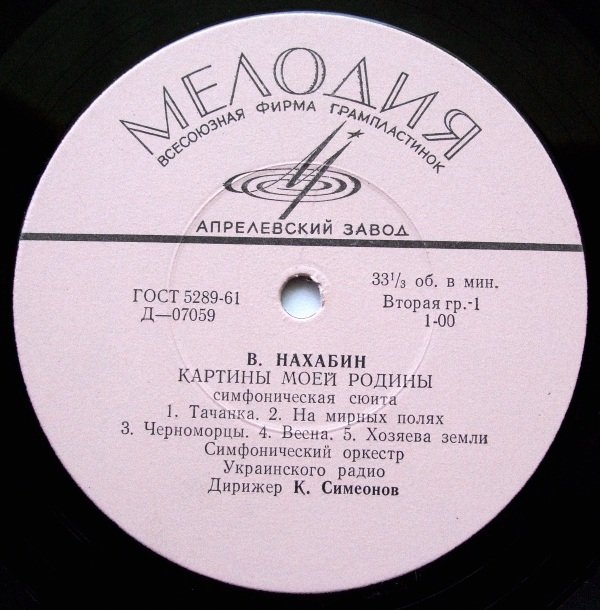 МЕЛОДИЯ
ВСЕСОЮЗНАЯ ФИРМА ГРАМПЛАСТИНОК
АПРЕЛЕВСКИЙ ЗАВОД
ГОСТ 5289-61
Д—07059
33⅓ об. в мин.
Вторая гр.-1
1-00
В. НАХАБИН
КАРТИНЫ МОЕЙ РОДИНЫ
симфоническая сюита
1. Тачанка. 2. На мирных полях
3. Черноморцы. 4. Весна. 5. Хозяева земли
Симфонический оркестр
Украинского радио
Дирижер К. Симеонов